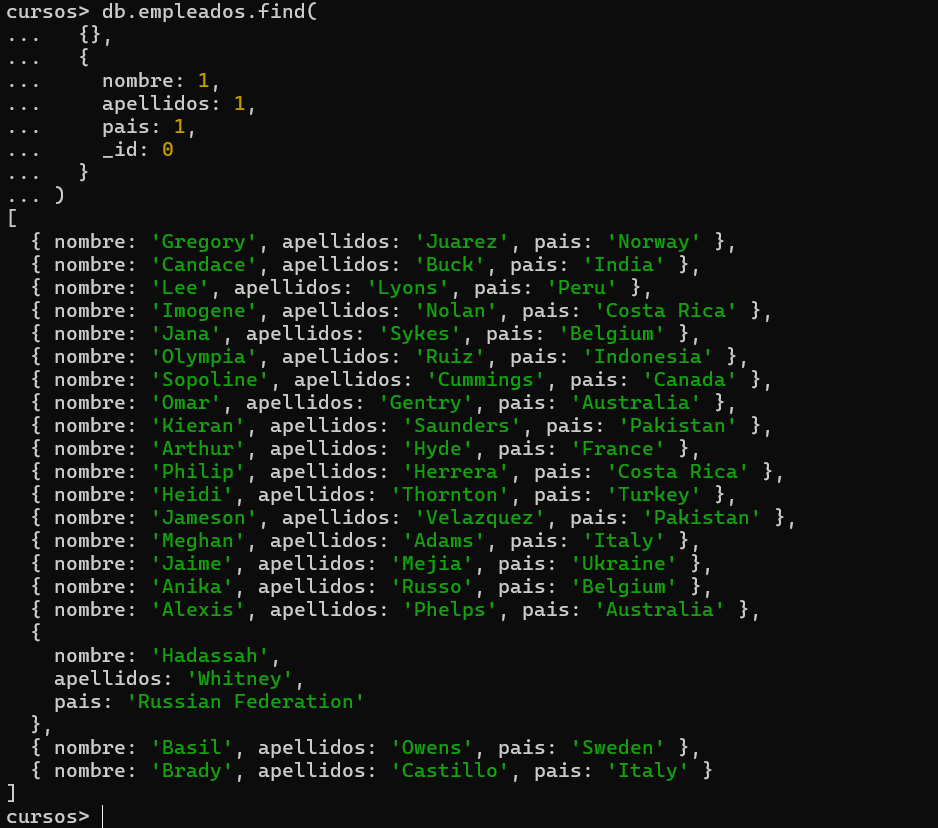 cursos> db.empleados.find(
...   {},
...   {
...     nombre: 1,
...     apellidos: 1,
...     pais: 1,
...     _id: 0
...   }
... )
[
  { nombre: 'Gregory', apellidos: 'Juarez', pais: 'Norway' },
  { nombre: 'Candace', apellidos: 'Buck', pais: 'India' },
  { nombre: 'Lee', apellidos: 'Lyons', pais: 'Peru' },
  { nombre: 'Imogene', apellidos: 'Nolan', pais: 'Costa Rica' },
  { nombre: 'Jana', apellidos: 'Sykes', pais: 'Belgium' },
  { nombre: 'Olympia', apellidos: 'Ruiz', pais: 'Indonesia' },
  { nombre: 'Sopoline', apellidos: 'Cummings', pais: 'Canada' },
  { nombre: 'Omar', apellidos: 'Gentry', pais: 'Australia' },
  { nombre: 'Kieran', apellidos: 'Saunders', pais: 'Pakistan' },
  { nombre: 'Arthur', apellidos: 'Hyde', pais: 'France' },
  { nombre: 'Philip', apellidos: 'Herrera', pais: 'Costa Rica' },
  { nombre: 'Heidi', apellidos: 'Thornton', pais: 'Turkey' },
  { nombre: 'Jameson', apellidos: 'Velazquez', pais: 'Pakistan' },
  { nombre: 'Meghan', apellidos: 'Adams', pais: 'Italy' },
  { nombre: 'Jaime', apellidos: 'Mejia', pais: 'Ukraine' },
  { nombre: 'Anika', apellidos: 'Russo', pais: 'Belgium' },
  { nombre: 'Alexis', apellidos: 'Phelps', pais: 'Australia' },
  {
    nombre: 'Hadassah',
    apellidos: 'Whitney',
    pais: 'Russian Federation'
  },
  { nombre: 'Basil', apellidos: 'Owens', pais: 'Sweden' },
  { nombre: 'Brady', apellidos: 'Castillo', pais: 'Italy' }
]
cursos>